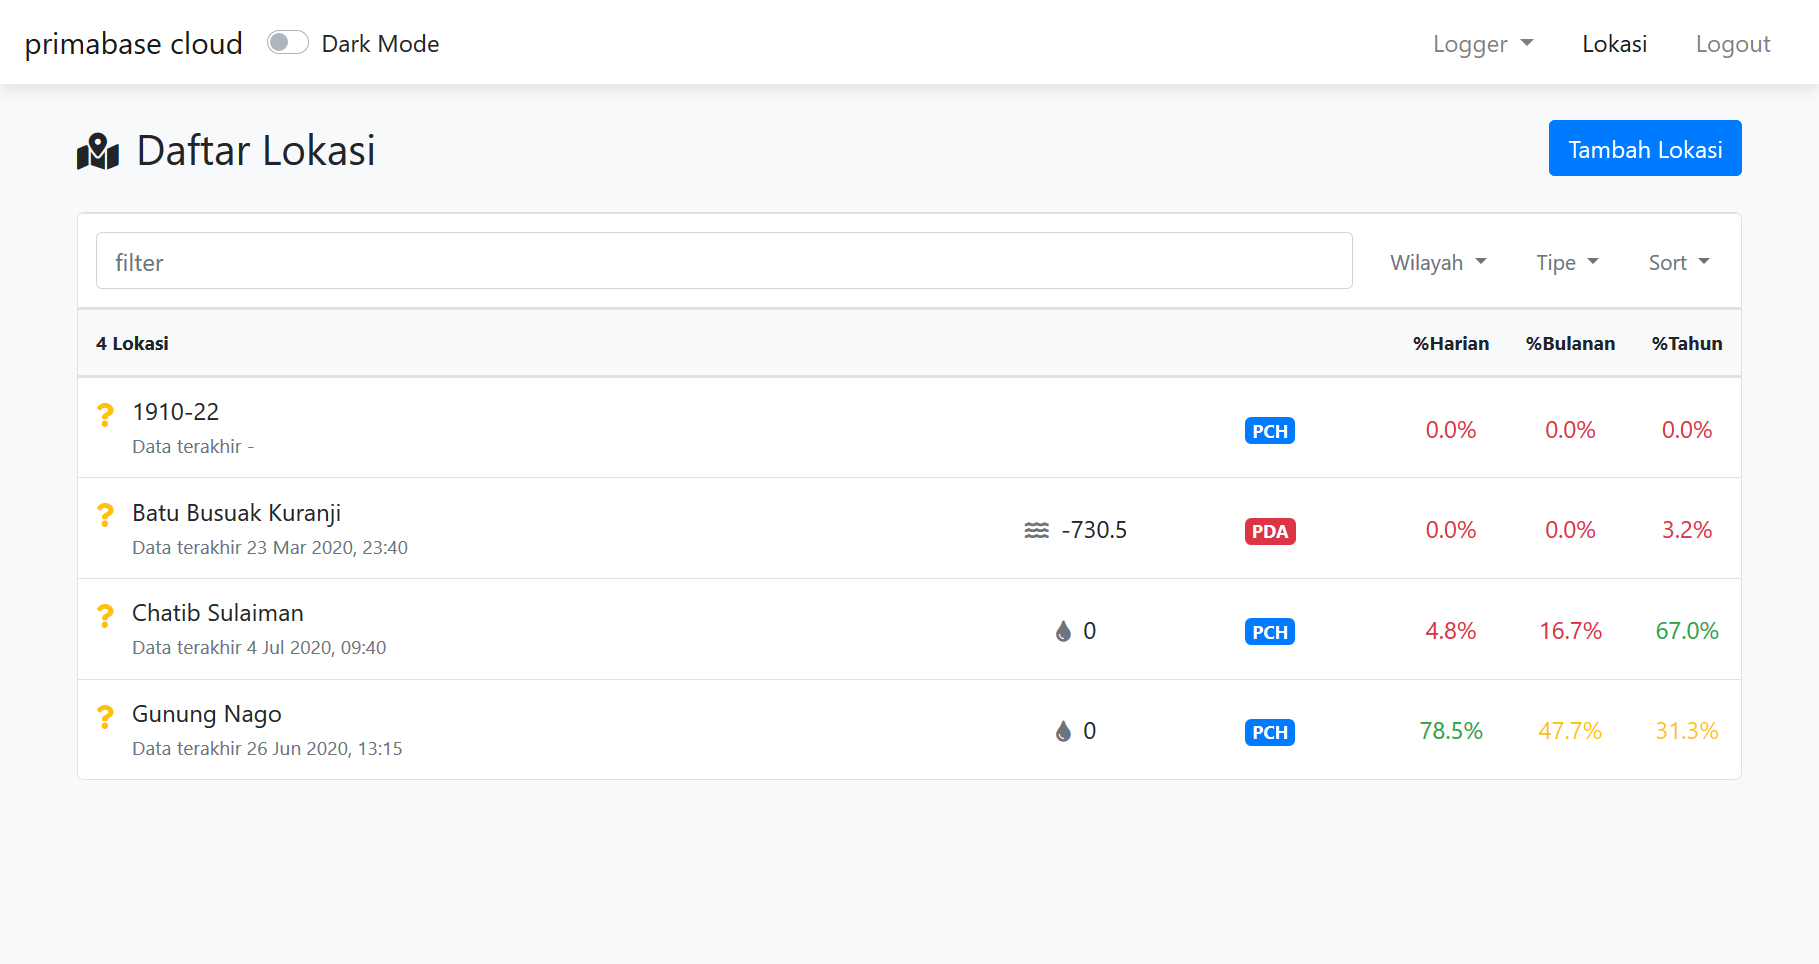 primabase cloud Dark Mode Logger Lokasi Logout
Daftar Lokasi Tambah Lokasi
filter Wilayah Tipe Sort
4 Lokasi %Harian %Bulanan %Tahun
? 1910-22
Data terakhir -
PCH 0.0% 0.0% 0.0%
? Batu Busuak Kuranji
Data terakhir 23 Mar 2020, 23:40
-730.5 PDA 0.0% 0.0% 3.2%
? Chatib Sulaiman
Data terakhir 4 Jul 2020, 09:40
0 PCH 4.8% 16.7% 67.0%
? Gunung Nago
Data terakhir 26 Jun 2020, 13:15
0 PCH 78.5% 47.7% 31.3%